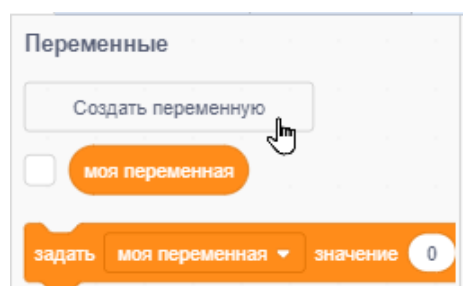 Переменные
Создать переменную
моя переменная
задать моя переменная значение 0